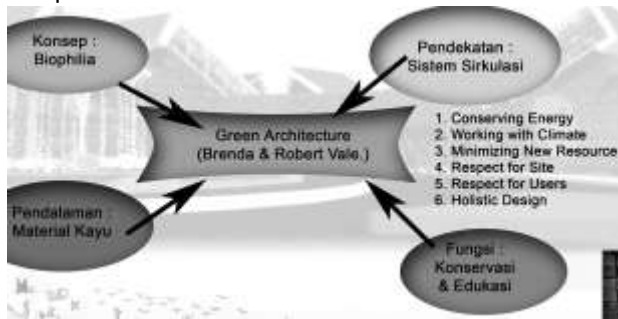 Konsep :
Biophilia
Pendekatan :
Sistem Sirkulasi
Green Architecture
(Brenda & Robert Vale.)
1. Conserving Energy
2. Working with Climate
3. Minimizing New Resource
4. Respect for Site
5. Respect for Users
6. Holistic Design
Pendalaman :
Material Kayu
Fungsi :
Konservasi
& Edukasi